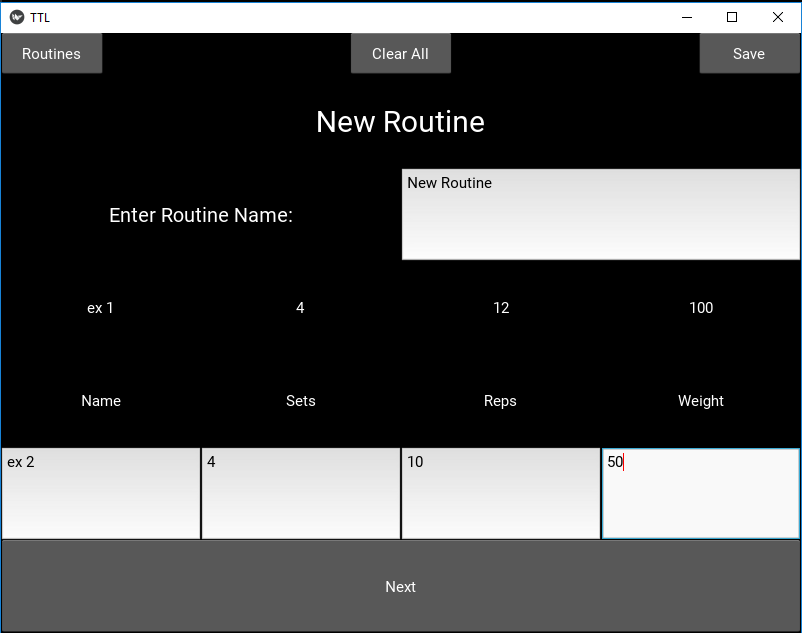 TTL
Routines Clear All Save
New Routine
Enter Routine Name: New Routine
ex 1 4 12 100
Name Sets Reps Weight
ex 2 4 10 50
Next